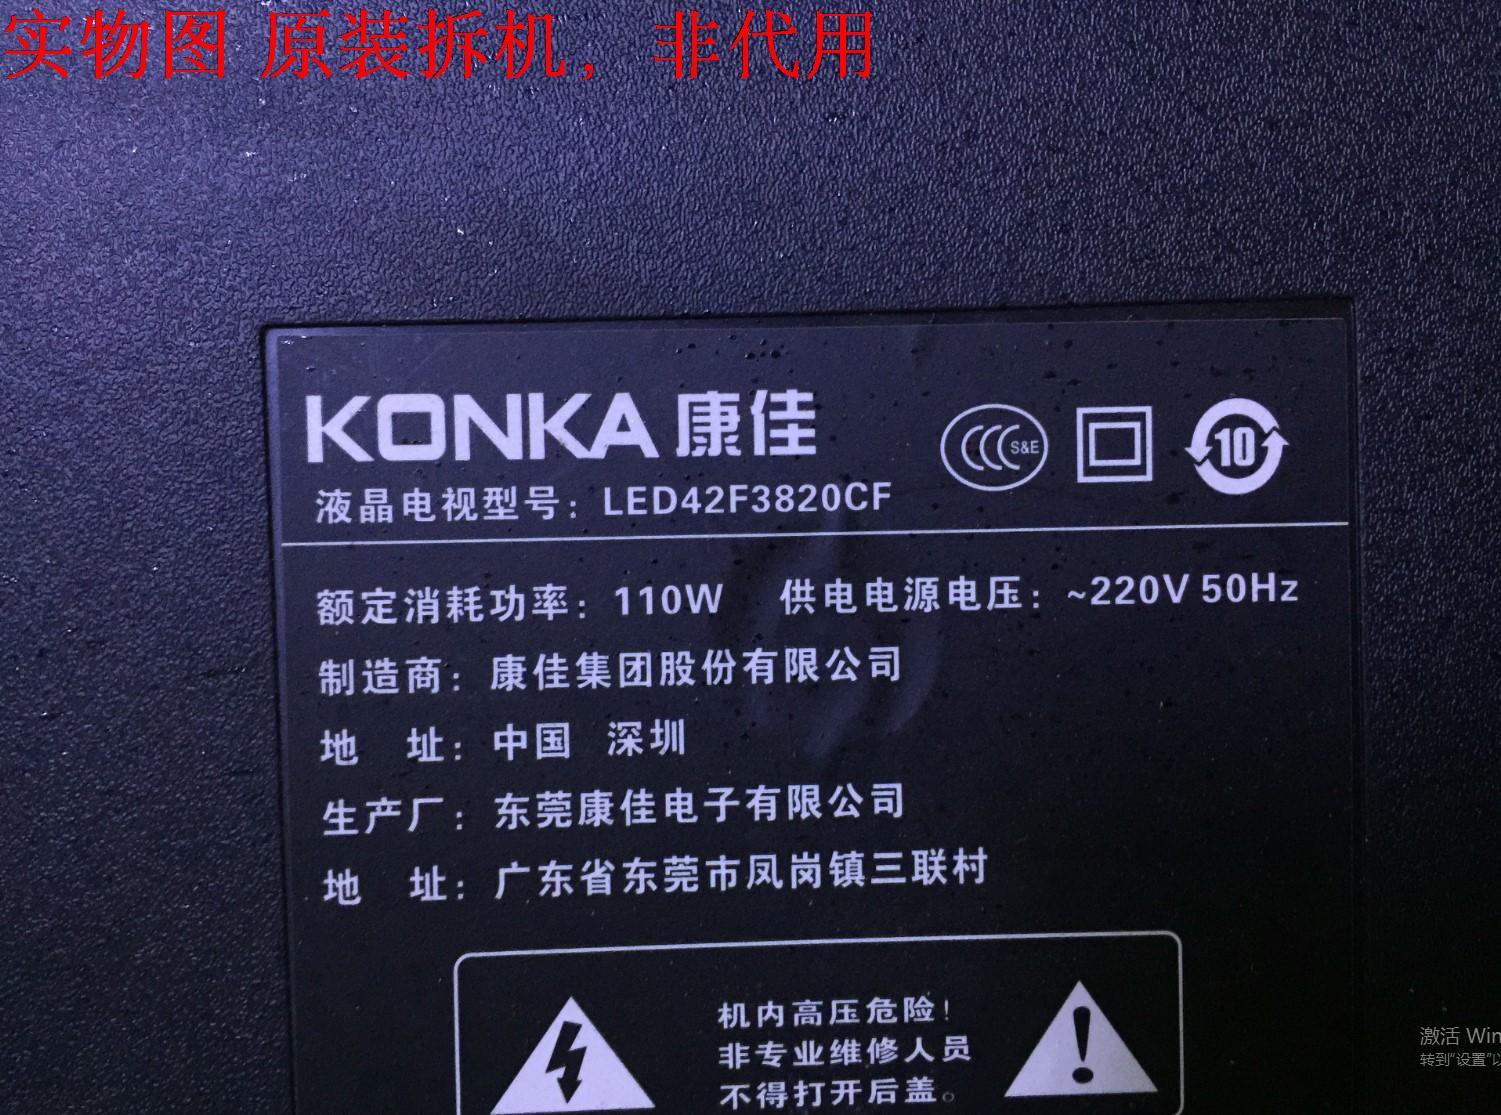 实物图 原装拆机，非代用
KONKA 康佳
S&E
10
液晶电视型号：LED42F3820CF
额定消耗功率：110W 供电电源电压：~220V 50Hz
制造商：康佳集团股份有限公司
地 址：中国 深圳
生产厂：东莞康佳电子有限公司
地 址：广东省东莞市凤岗镇三联村
机内高压危险！
非专业维修人员
不得打开后盖。
激活 Win
转到"设置"以